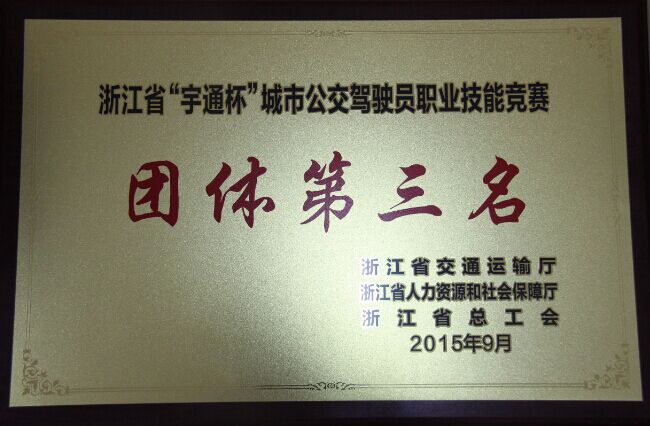 浙江省“宇通杯”城市公交驾驶员职业技能竞赛
团体第三名
浙江省交通运输厅
浙江省人力资源和社会保障厅
浙江省总工会
2015年9月